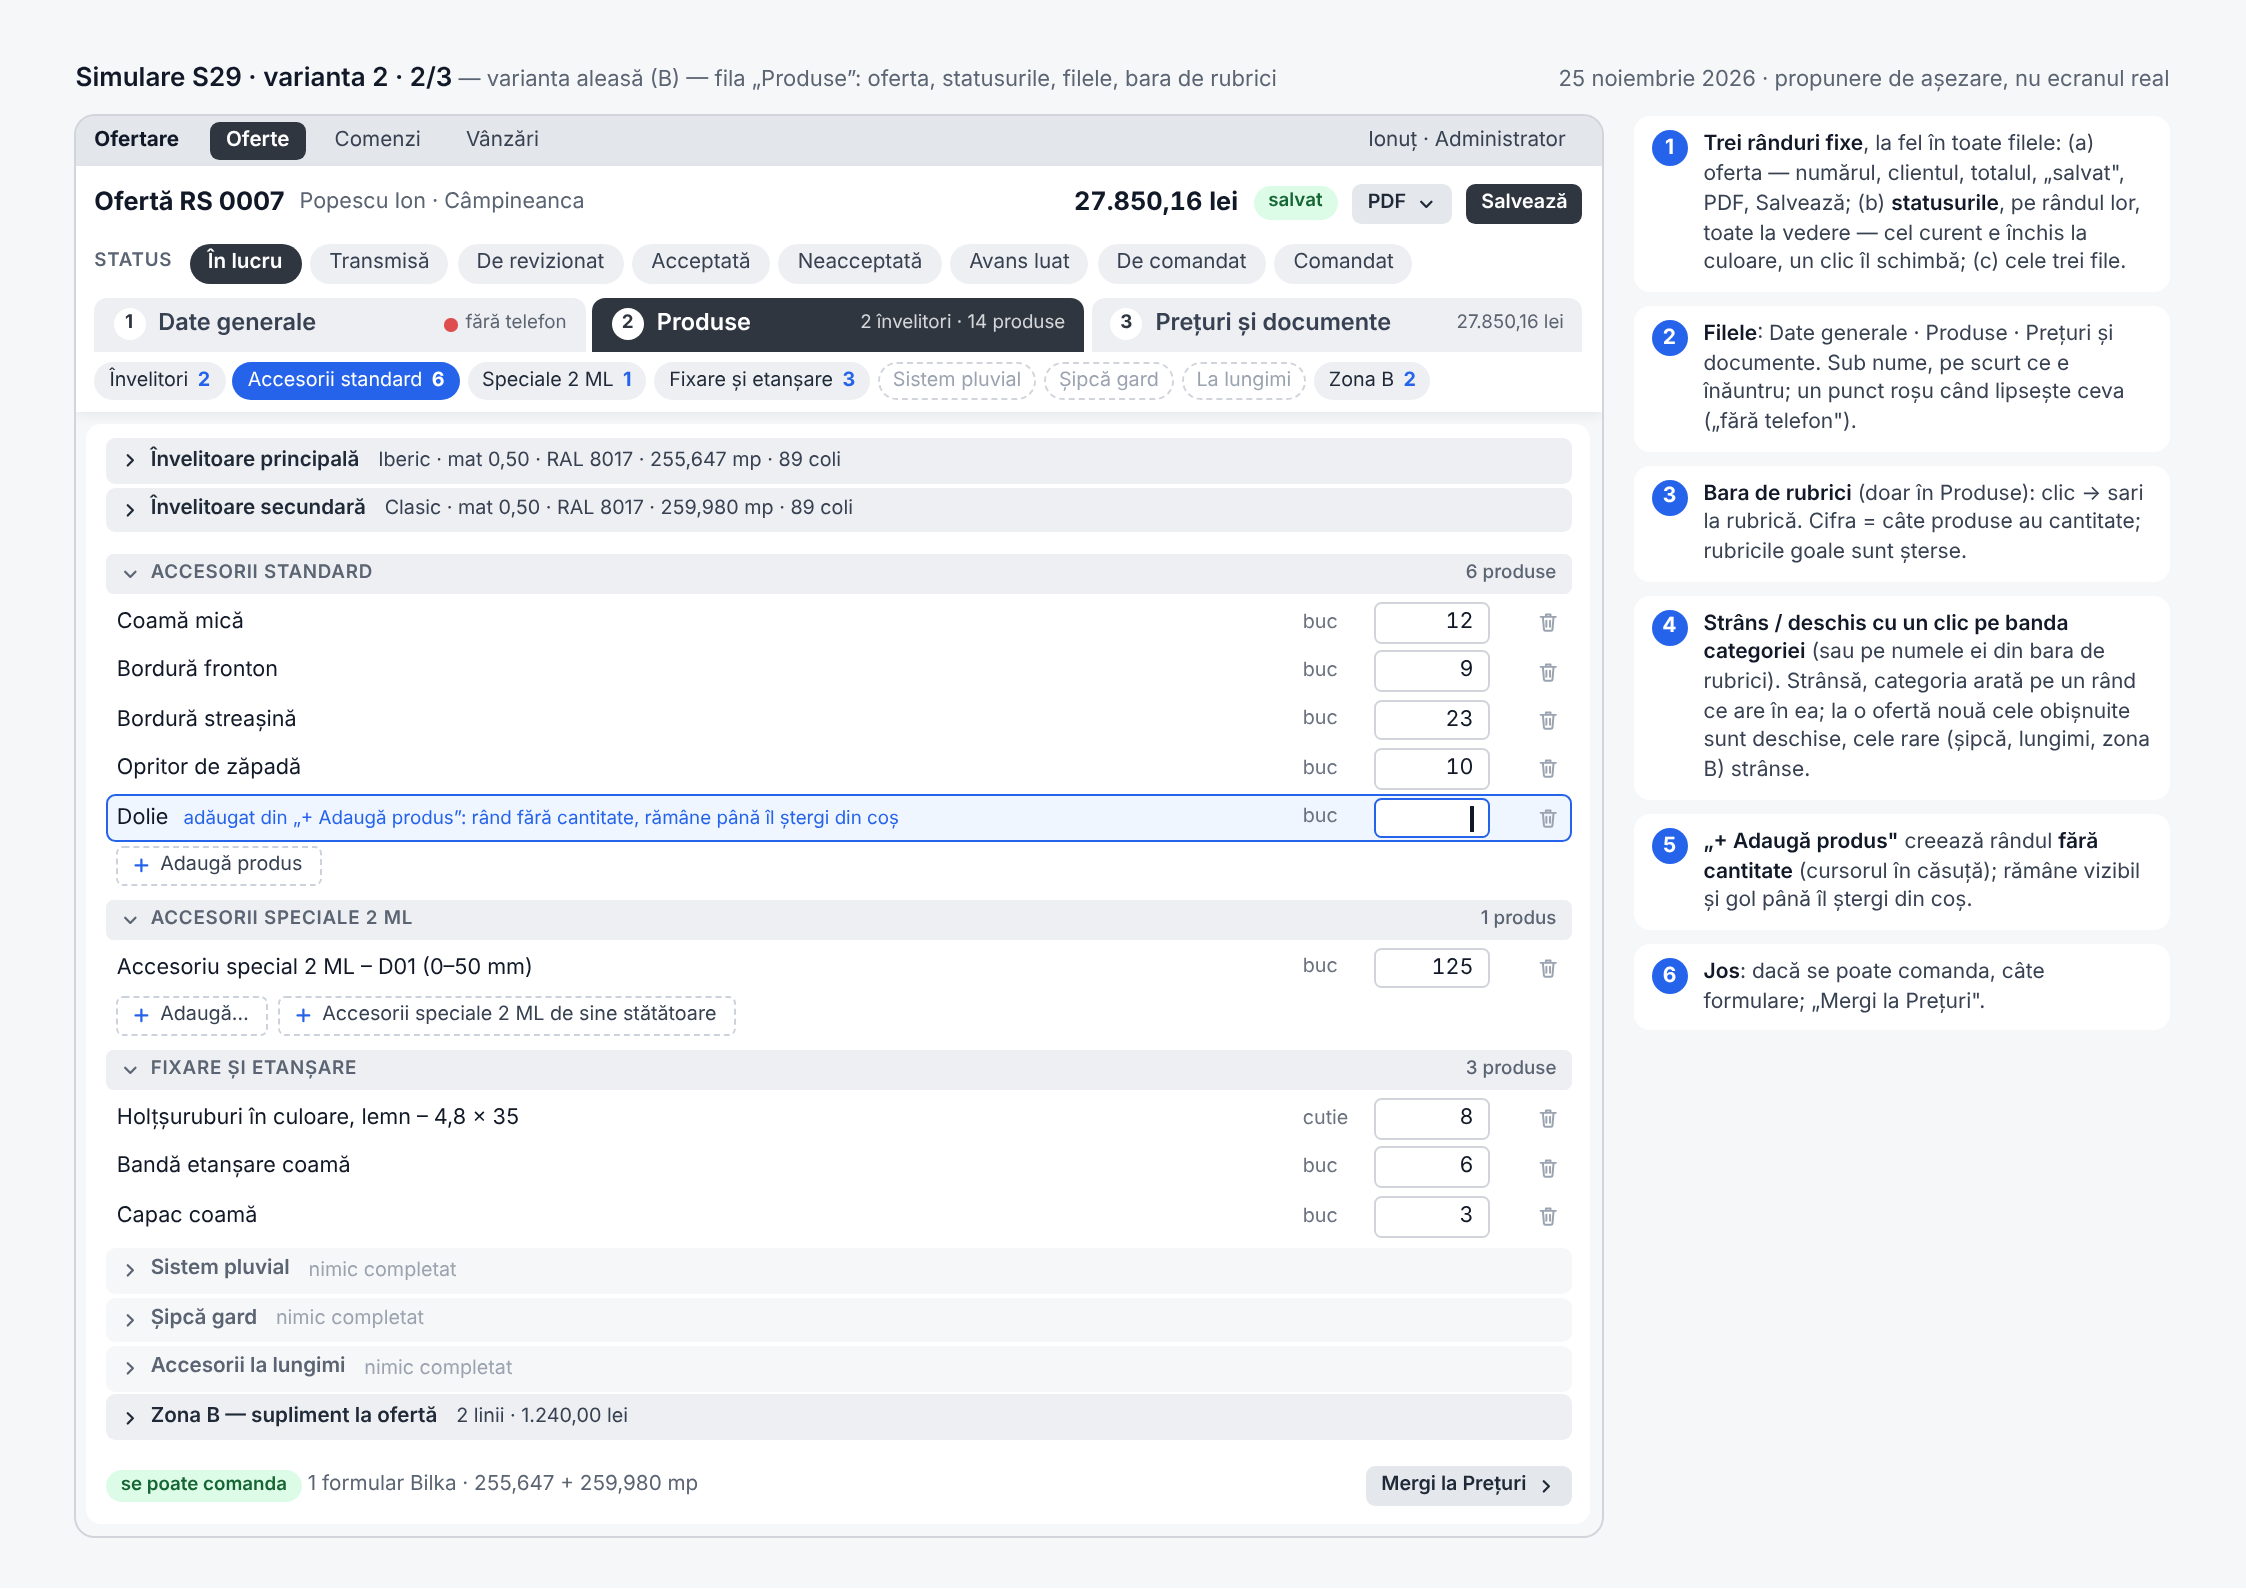 Simulare S29 · varianta 2 · 2/3 — varianta aleasă (B) — fila „Produse”: oferta, statusurile, filele, bara de rubrici
25 noiembrie 2026 · propunere de așezare, nu ecranul real
Ofertare Oferte Comenzi Vânzări Ionuț · Administrator
Ofertă RS 0007 Popescu Ion · Câmpineanca 27.850,16 lei salvat PDF Salvează
STATUS În lucru Transmisă De revizionat Acceptată Neacceptată Avans luat De comandat Comandat
1 Date generale fără telefon 2 Produse 2 învelitori · 14 produse 3 Prețuri și documente 27.850,16 lei
Învelitori 2 Accesorii standard 6 Speciale 2 ML 1 Fixare și etanșare 3 Sistem pluvial Șipcă gard La lungimi Zona B 2
Învelitoare principală Iberic · mat 0,50 · RAL 8017 · 255,647 mp · 89 coli
Învelitoare secundară Clasic · mat 0,50 · RAL 8017 · 259,980 mp · 89 coli
ACCESORII STANDARD 6 produse
Coamă mică buc 12
Bordură fronton buc 9
Bordură streașină buc 23
Opritor de zăpadă buc 10
Dolie adăugat din „+ Adaugă produs”: rând fără cantitate, rămâne până îl ștergi din coș buc
+ Adaugă produs
ACCESORII SPECIALE 2 ML 1 produs
Accesoriu special 2 ML – D01 (0–50 mm) buc 125
+ Adaugă... + Accesorii speciale 2 ML de sine stătătoare
FIXARE ȘI ETANȘARE 3 produse
Holțșuruburi în culoare, lemn – 4,8 × 35 cutie 8
Bandă etanșare coamă buc 6
Capac coamă buc 3
Sistem pluvial nimic completat
Șipcă gard nimic completat
Accesorii la lungimi nimic completat
Zona B — supliment la ofertă 2 linii · 1.240,00 lei
se poate comanda 1 formular Bilka · 255,647 + 259,980 mp Mergi la Prețuri
1 Trei rânduri fixe, la fel în toate filele: (a)
oferta — numărul, clientul, totalul, „salvat",
PDF, Salvează; (b) statusurile, pe rândul lor,
toate la vedere — cel curent e închis la
culoare, un clic îl schimbă; (c) cele trei file.
2 Filele: Date generale · Produse · Prețuri și
documente. Sub nume, pe scurt ce e
înăuntru; un punct roșu când lipsește ceva
(„fără telefon").
3 Bara de rubrici (doar în Produse): clic → sari
la rubrică. Cifra = câte produse au cantitate;
rubricile goale sunt șterse.
4 Strâns / deschis cu un clic pe banda
categoriei (sau pe numele ei din bara de
rubrici). Strânsă, categoria arată pe un rând
ce are în ea; la o ofertă nouă cele obișnuite
sunt deschise, cele rare (șipcă, lungimi, zona
B) strânse.
5 „+ Adaugă produs" creează rândul fără
cantitate (cursorul în căsuță); rămâne vizibil
și gol până îl ștergi din coș.
6 Jos: dacă se poate comanda, câte
formulare; „Mergi la Prețuri".